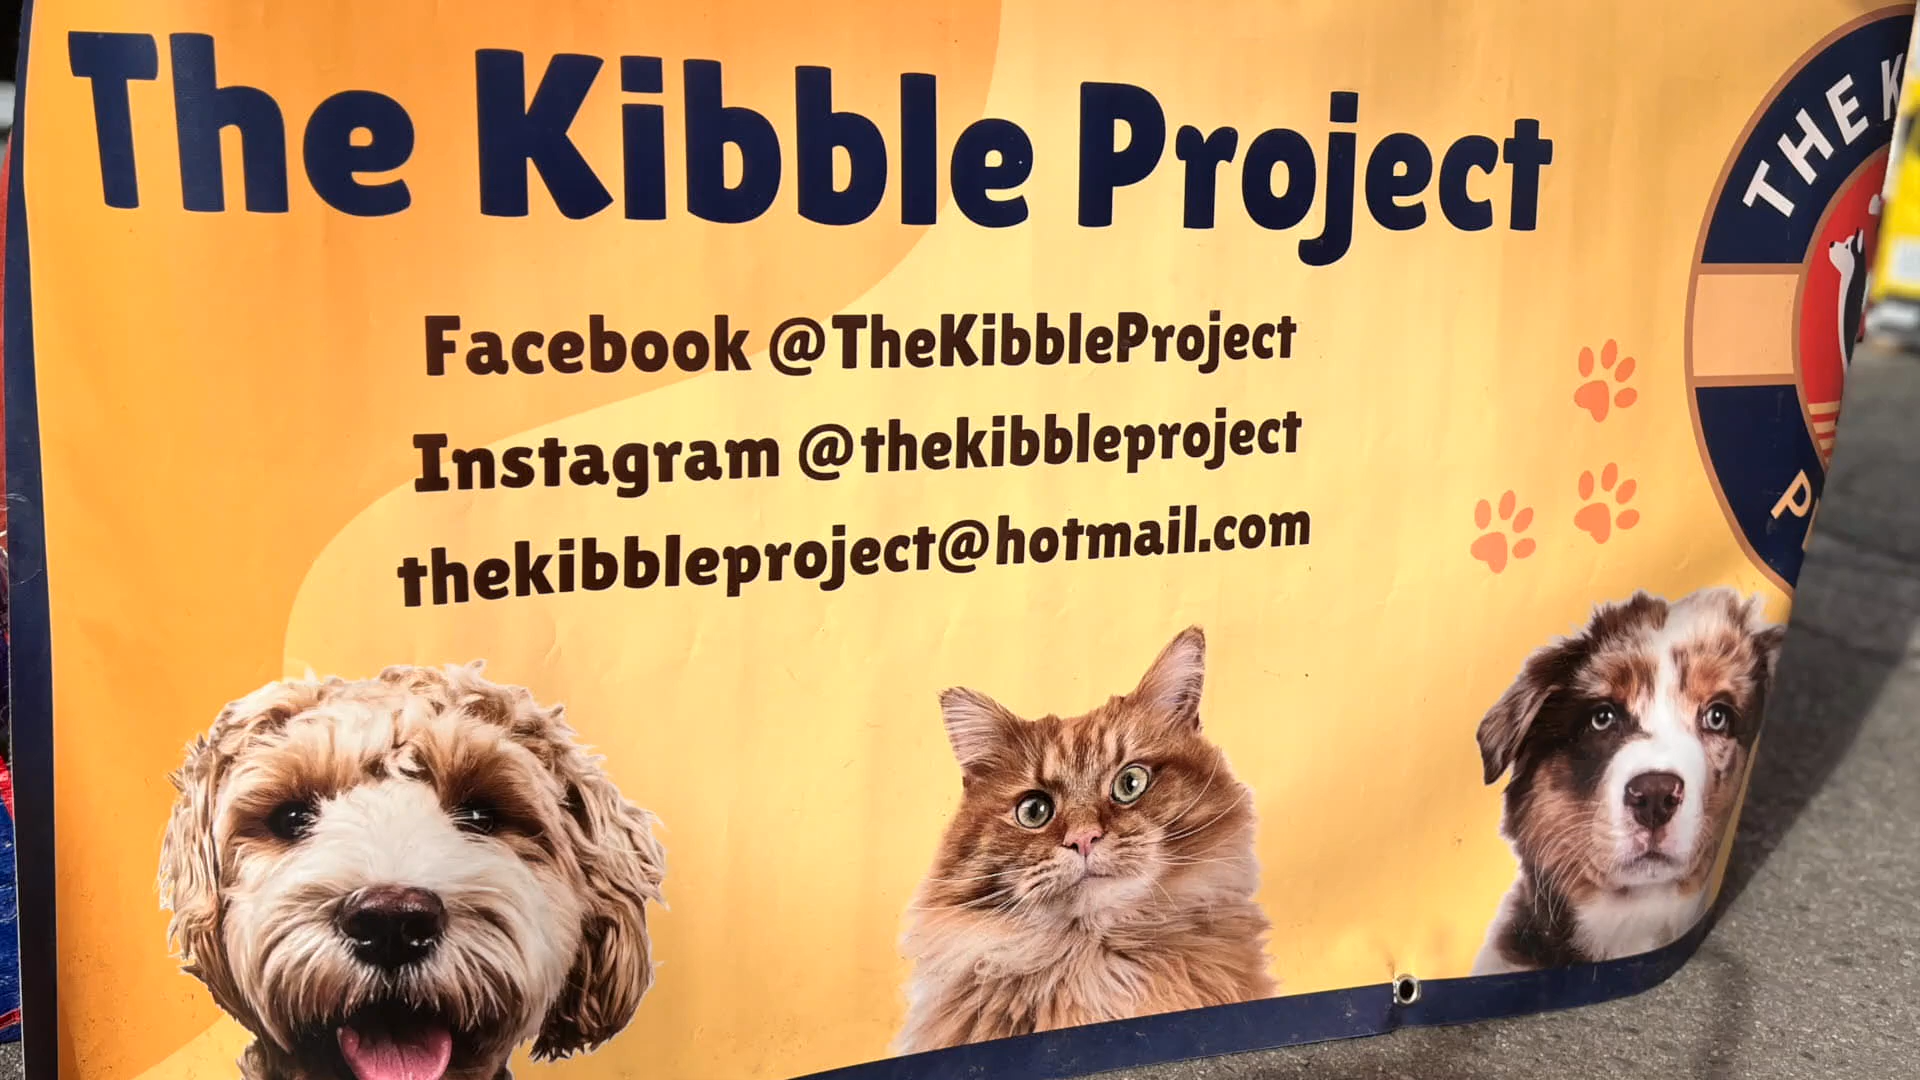 The Kibble Project
Facebook @TheKibbleProject
Instagram @thekibbleproject
thekibbleproject@hotmail.com
THE